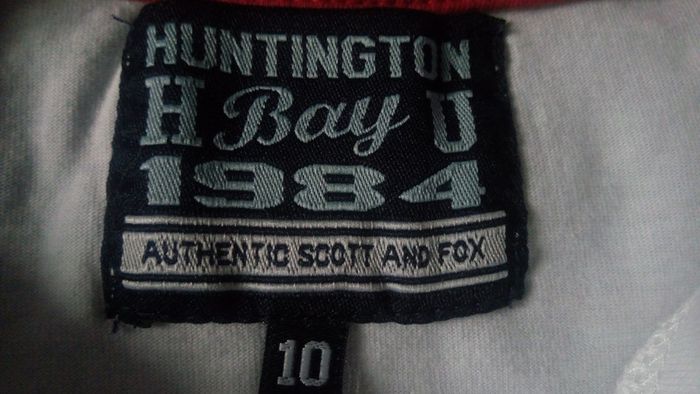 HUNTINGTON
H Bay U
1984
AUTHENTIC SCOTT AND FOX
10